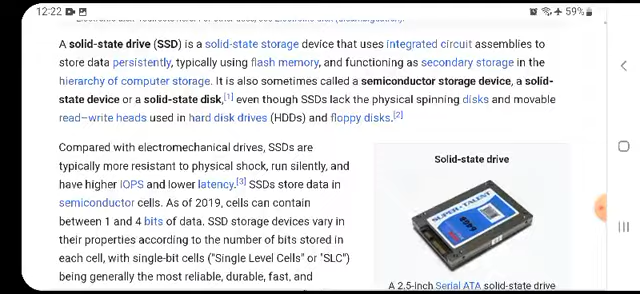 12:22
59%
A solid-state drive (SSD) is a solid-state storage device that uses integrated circuit assemblies to
store data persistently, typically using flash memory, and functioning as secondary storage in the
hierarchy of computer storage. It is also sometimes called a semiconductor storage device, a solid-
state device or a solid-state disk,[1] even though SSDs lack the physical spinning disks and movable
read–write heads used in hard disk drives (HDDs) and floppy disks.[2]
Compared with electromechanical drives, SSDs are
typically more resistant to physical shock, run silently, and
have higher IOPS and lower latency.[3] SSDs store data in
semiconductor cells. As of 2019, cells can contain
between 1 and 4 bits of data. SSD storage devices vary in
their properties according to the number of bits stored in
each cell, with single-bit cells ("Single Level Cells" or "SLC")
being generally the most reliable, durable, fast, and
Solid-state drive
SUPER TALENT
A 2.5-inch Serial ATA solid-state drive